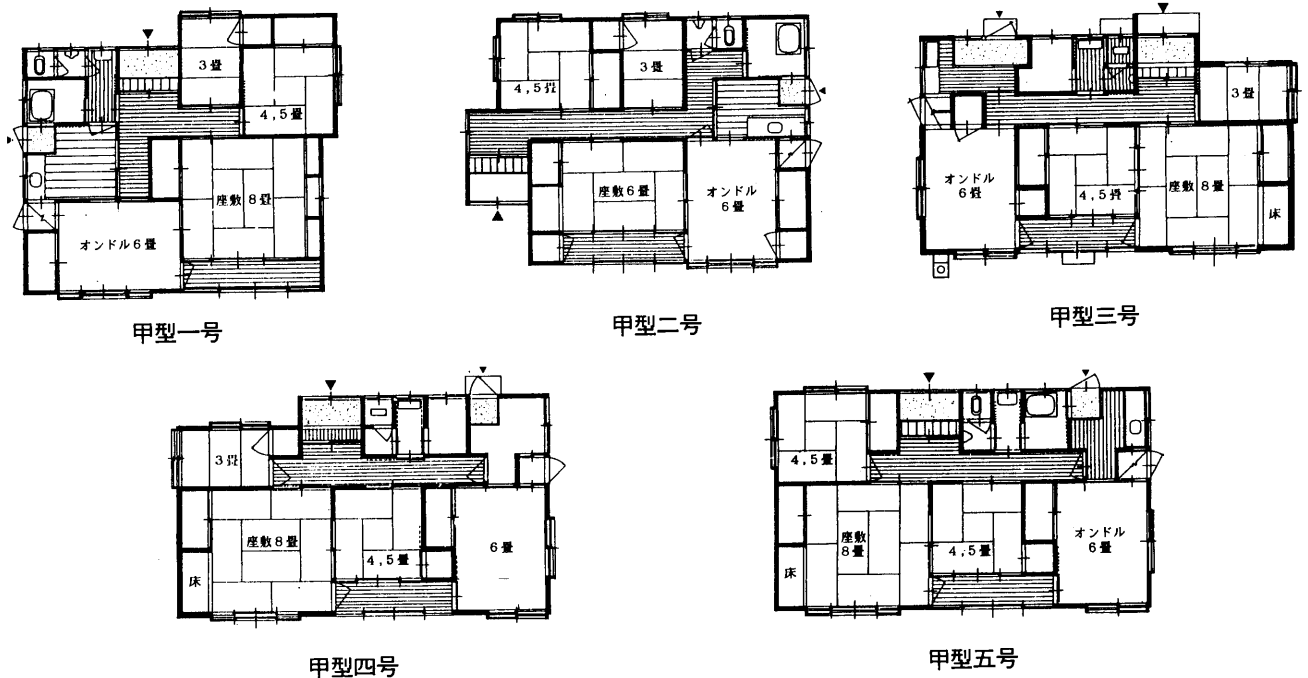 3畳
4,5畳
座敷8畳
オンドル6畳
甲型一号
4,5畳
3畳
座敷6畳
オンドル
6畳
甲型二号
3畳
オンドル
6畳
4,5畳
座敷8畳
床
甲型三号
3畳
座敷8畳
4,5畳
6畳
床
甲型四号
4,5畳
座敷
8畳
4,5畳
オンドル
6畳
床
甲型五号